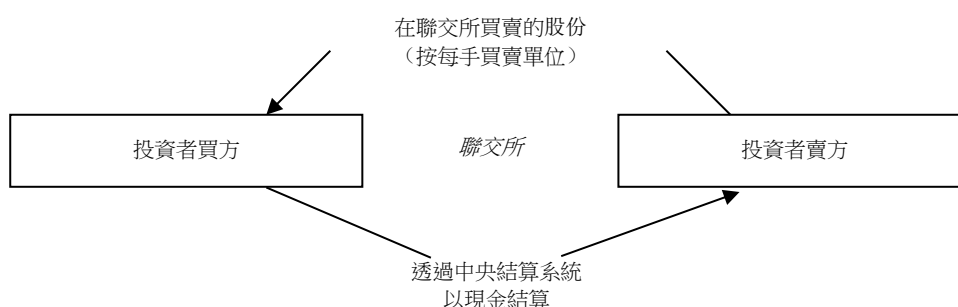 在聯交所買賣的股份
（按每手買賣單位）
投資者買方
聯交所
投資者賣方
透過中央結算系統
以現金結算